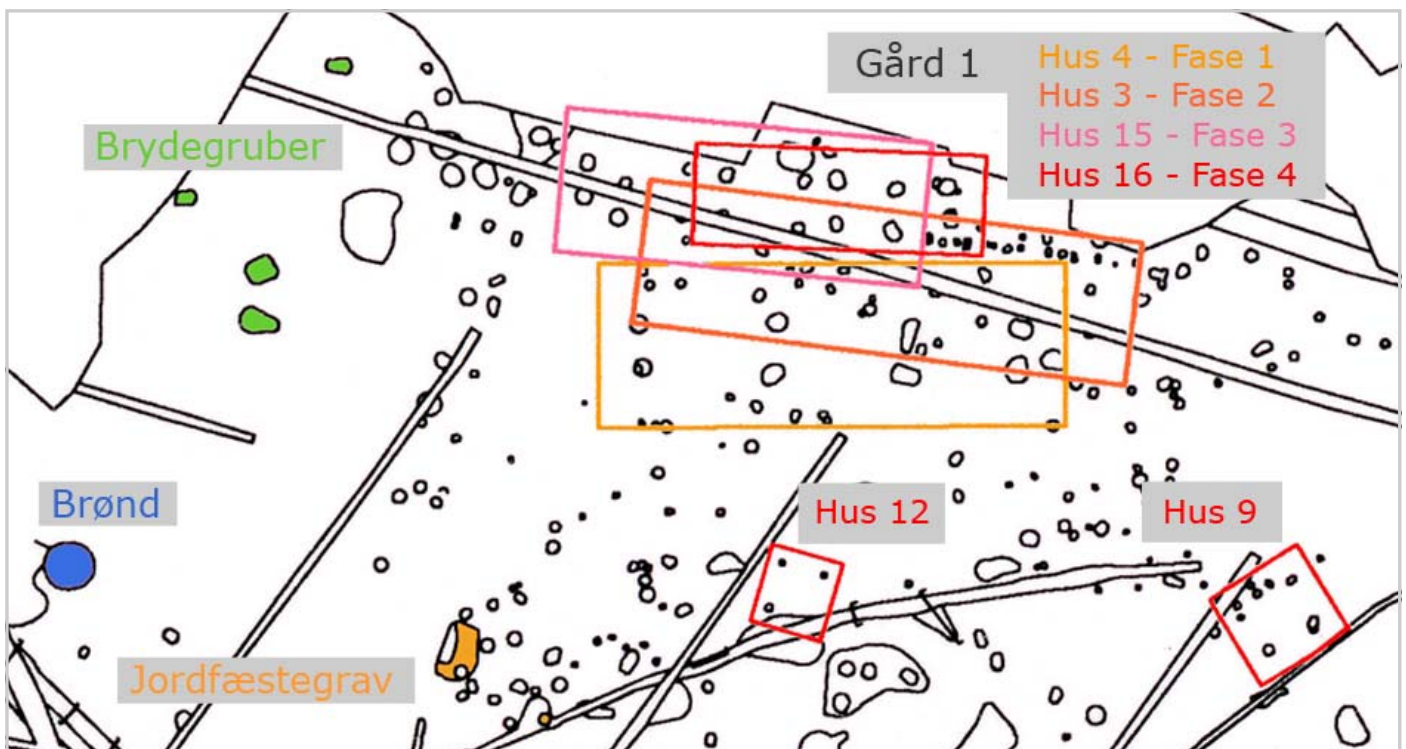 Gård 1
Hus 4 - Fase 1
Hus 3 - Fase 2
Hus 15 - Fase 3
Hus 16 - Fase 4
Brydegruber
Brønd
Hus 12
Hus 9
Jordfæstegrav